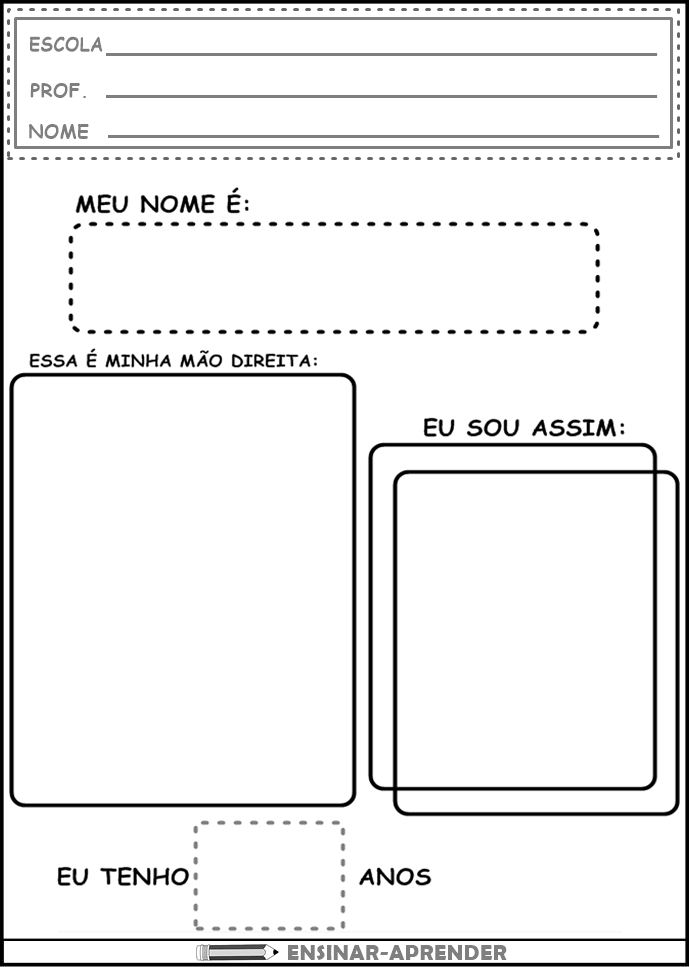 ESCOLA
PROF.
NOME
MEU NOME É:
ESSA É MINHA MÃO DIREITA:
EU SOU ASSIM:
EU TENHO ANOS
ENSINAR-APRENDER